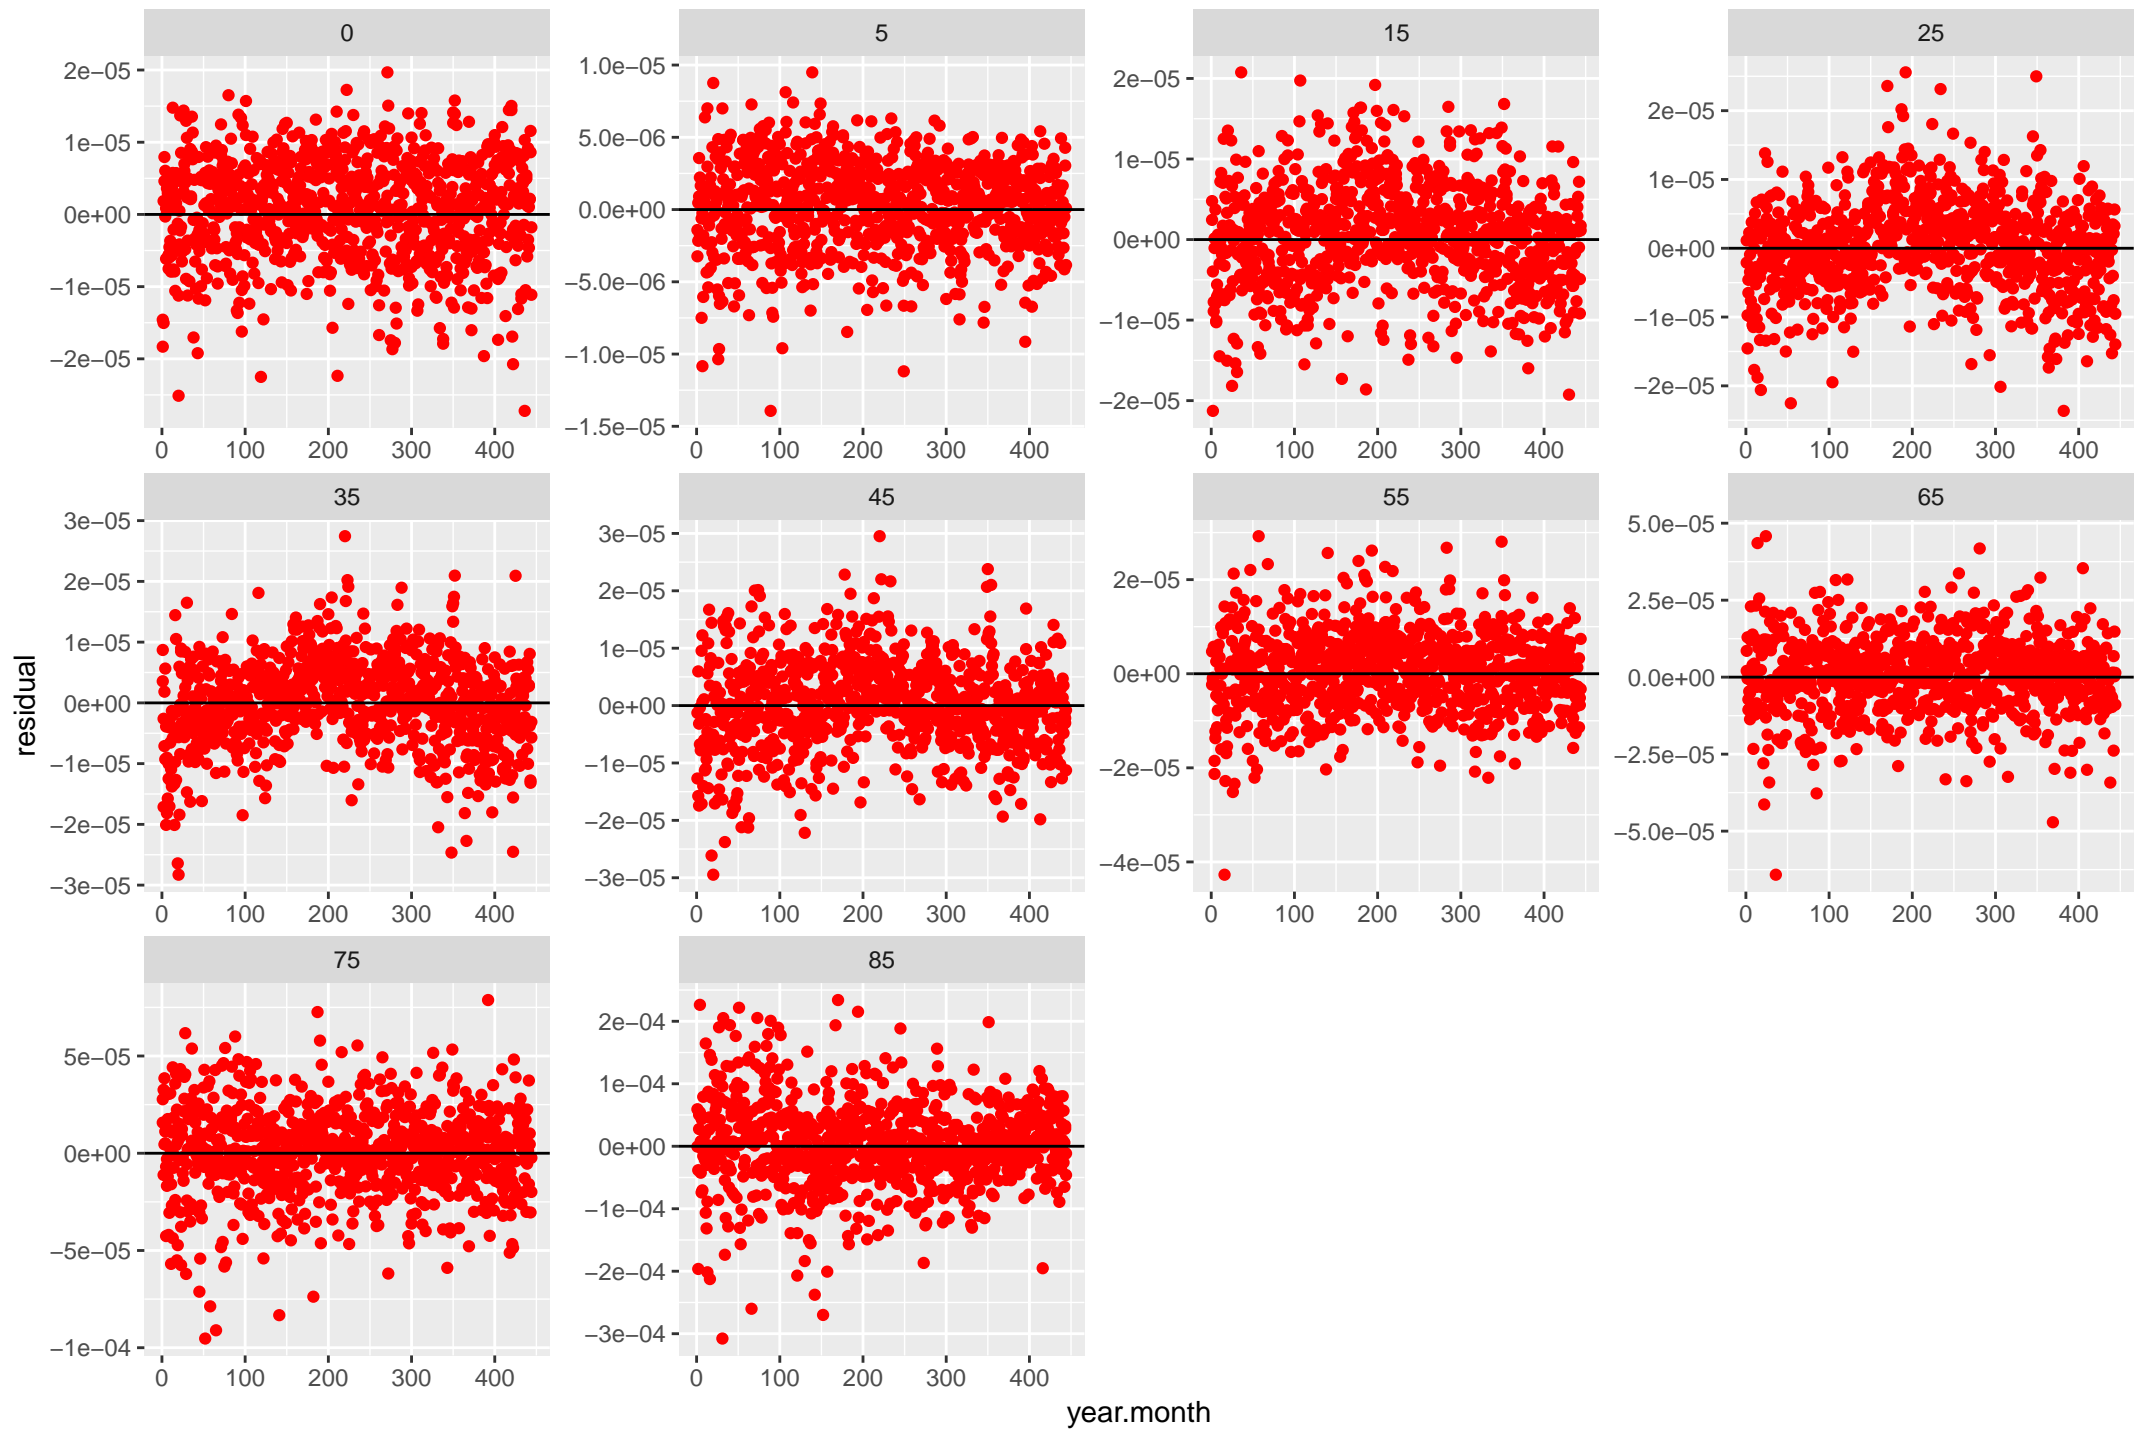 0 5 15 25
2e−05
1e−05
0e+00
−1e−05
−2e−05
1.0e−05
5.0e−06
0.0e+00
−5.0e−06
−1.0e−05
−1.5e−05
2e−05
1e−05
0e+00
−1e−05
−2e−05
2e−05
1e−05
0e+00
−1e−05
−2e−05
0 100 200 300 400 0 100 200 300 400 0 100 200 300 400 0 100 200 300 400
35 45 55 65
3e−05
2e−05
1e−05
0e+00
−1e−05
−2e−05
−3e−05
3e−05
2e−05
1e−05
0e+00
−1e−05
−2e−05
−3e−05
2e−05
0e+00
−2e−05
−4e−05
5.0e−05
2.5e−05
0.0e+00
−2.5e−05
−5.0e−05
0 100 200 300 400 0 100 200 300 400 0 100 200 300 400 0 100 200 300 400
75 85
5e−05
0e+00
−5e−05
−1e−04
2e−04
1e−04
0e+00
−1e−04
−2e−04
−3e−04
0 100 200 300 400 0 100 200 300 400
residual
year.month